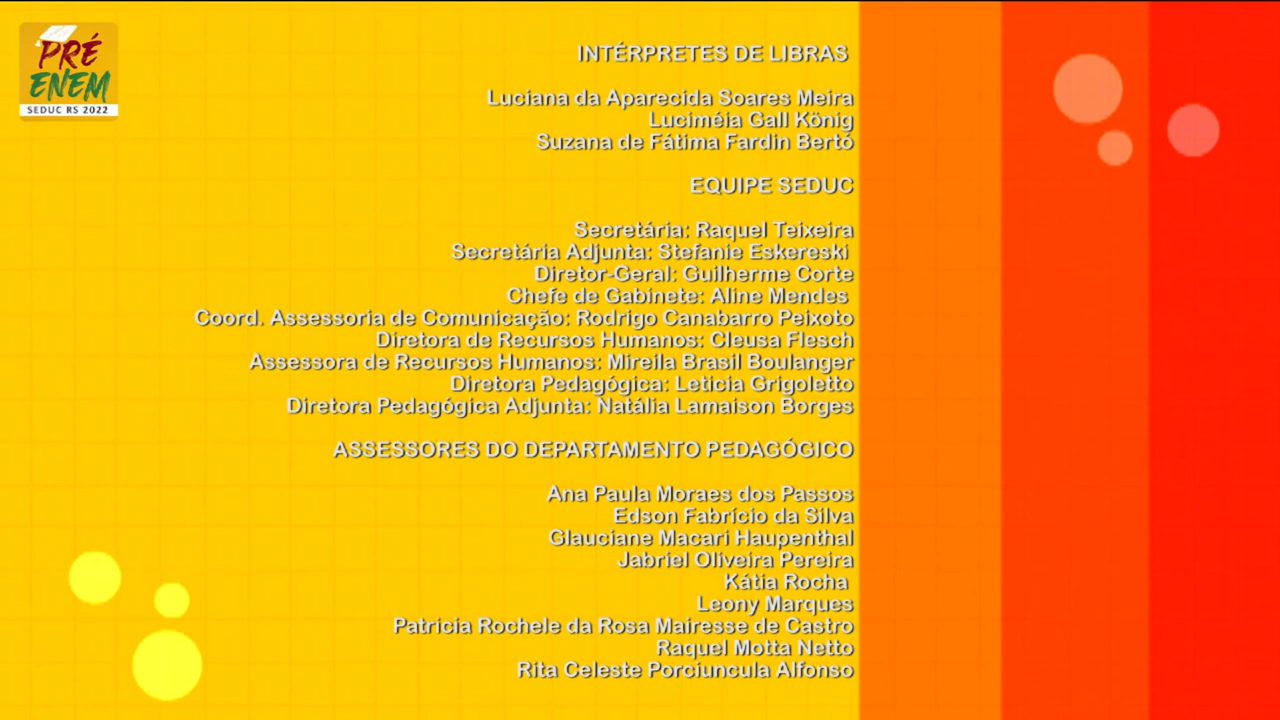 PRÉ
ENEM
SEDUC RS 2022
INTÉRPRETES DE LIBRAS
Luciana da Aparecida Soares Meira
Luciméia Gall König
Suzana de Fátima Fardin Bertó
EQUIPE SEDUC
Secretária: Raquel Teixeira
Secretária Adjunta: Stefanie Eskereski
Diretor-Geral: Guilherme Corte
Chefe de Gabinete: Aline Mendes
Coord. Assessoria de Comunicação: Rodrigo Canabarro Peixoto
Diretora de Recursos Humanos: Cleusa Flesch
Assessora de Recursos Humanos: Mireila Brasil Boulanger
Diretora Pedagógica: Leticia Grigoletto
Diretora Pedagógica Adjunta: Natália Lamaison Borges
ASSESSORES DO DEPARTAMENTO PEDAGÓGICO
Ana Paula Moraes dos Passos
Edson Fabrício da Silva
Glauciane Macari Haupenthal
Jabriel Oliveira Pereira
Kátia Rocha
Leony Marques
Patricia Rochele da Rosa Mairesse de Castro
Raquel Motta Netto
Rita Celeste Porciuncula Alfonso